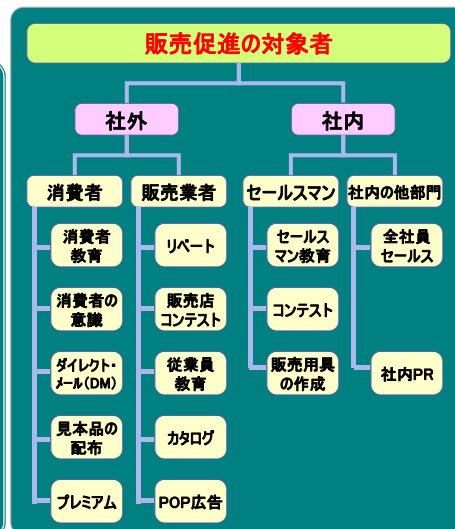 販売促進の対象者
社外
社内
消費者
販売業者
セールスマン
社内の他部門
消費者
教育
消費者の
意識
ダイレクト・
メール(DM)
見本品の
配布
プレミアム
リベート
販売店
コンテスト
従業員
教育
カタログ
POP広告
セールス
マン教育
コンテスト
販売用具
の作成
全社員
セールス
社内PR